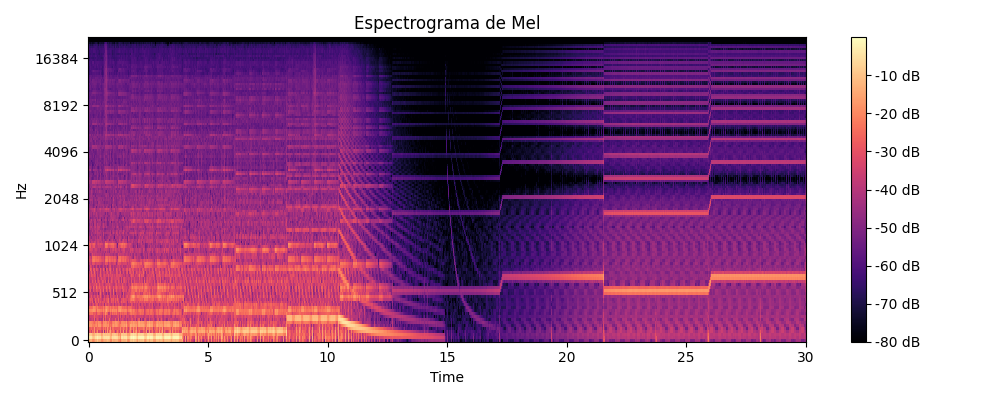 Espectrograma de Mel
Hz
16384
8192
4096
2048
1024
512
0
0 5 10 15 20 25 30
Time
-10 dB
-20 dB
-30 dB
-40 dB
-50 dB
-60 dB
-70 dB
-80 dB